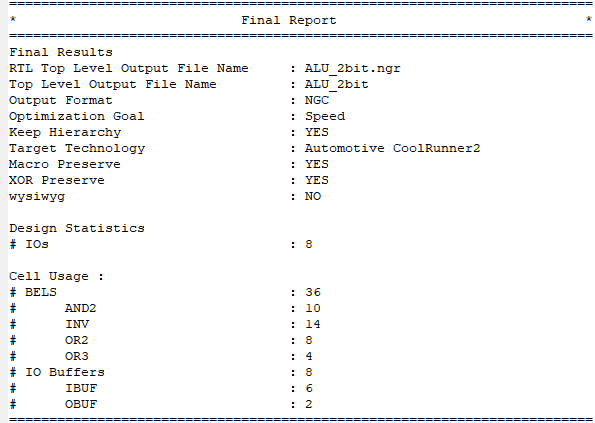 =========================================================================
*                            Final Report                               *
=========================================================================
Final Results
RTL Top Level Output File Name     : ALU_2bit.ngr
Top Level Output File Name         : ALU_2bit
Output Format                      : NGC
Optimization Goal                  : Speed
Keep Hierarchy                     : YES
Target Technology                  : Automotive CoolRunner2
Macro Preserve                     : YES
XOR Preserve                       : YES
wysiwyg                            : NO

Design Statistics
# IOs                              : 8

Cell Usage :
# BELS                             : 36
#      AND2                        : 10
#      INV                         : 14
#      OR2                         : 8
#      OR3                         : 4
# IO Buffers                       : 8
#      IBUF                        : 6
#      OBUF                        : 2
=========================================================================